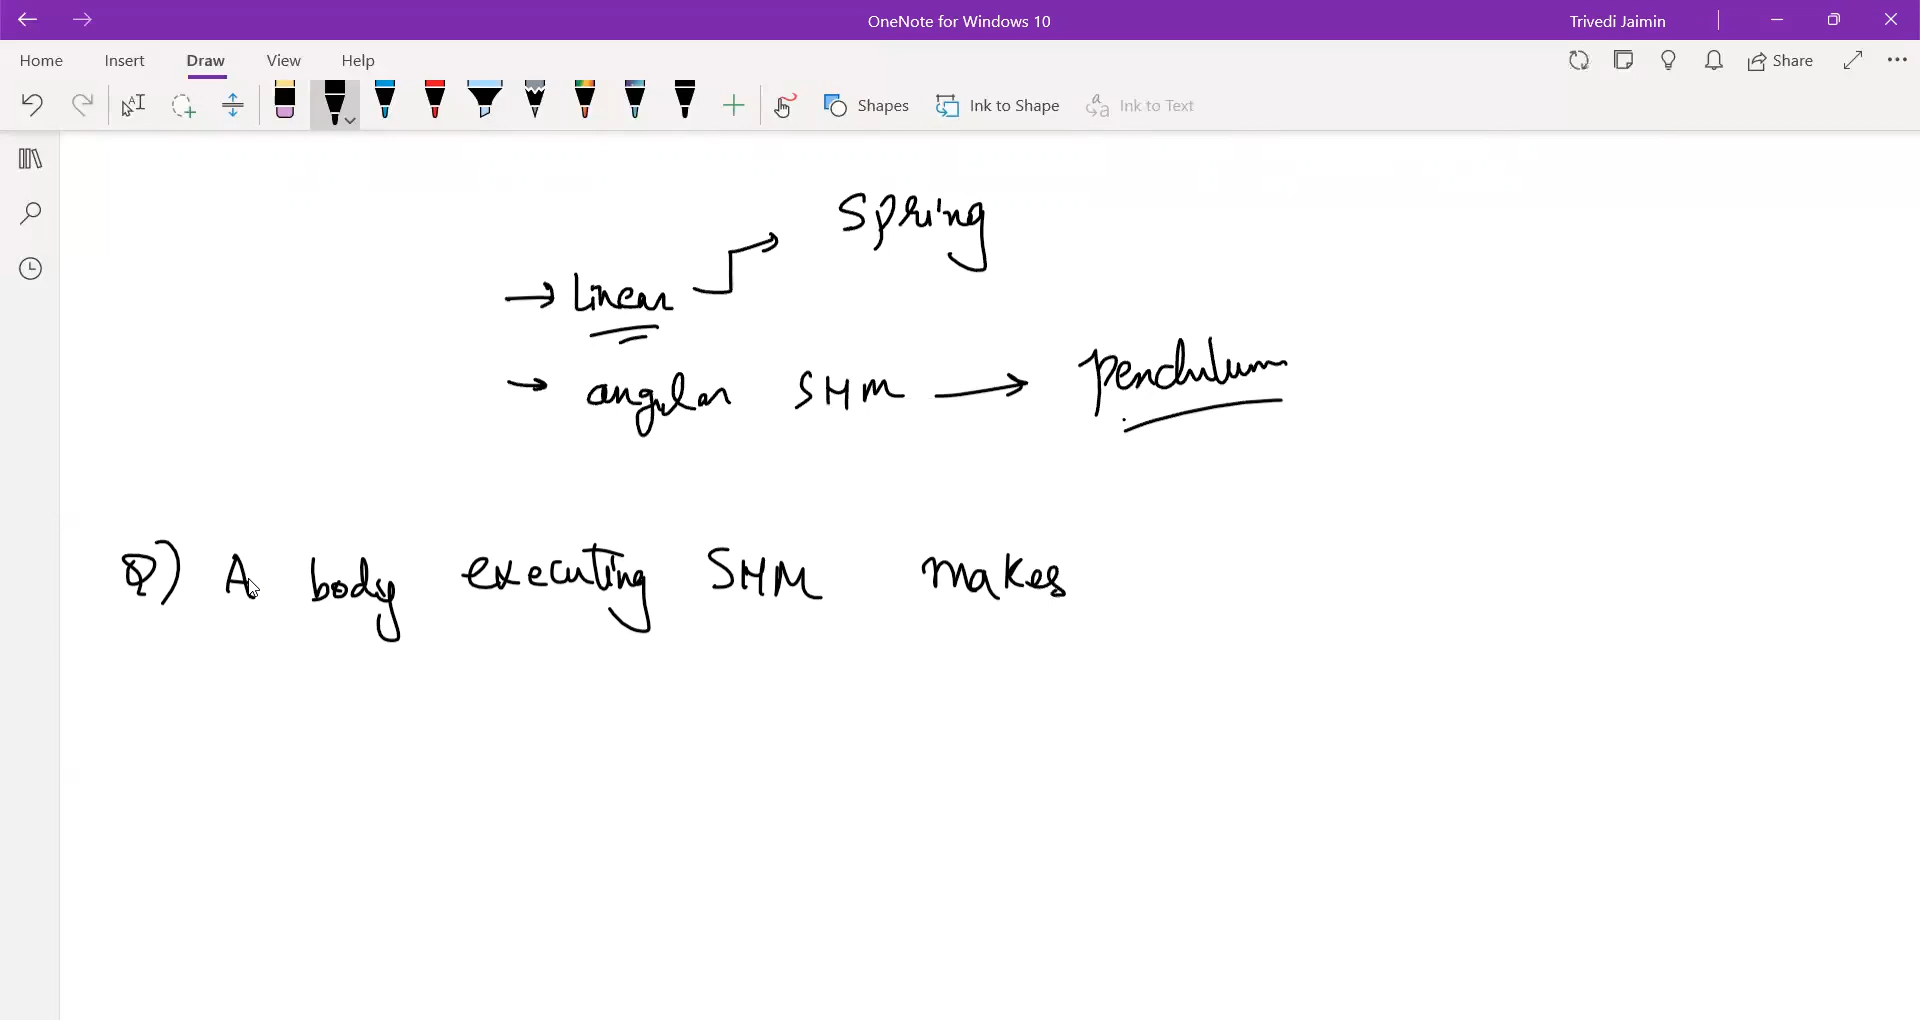 OneNote for Windows 10
Trivedi Jaimin
Home Insert Draw View Help
Share
Shapes Ink to Shape Ink to Text
Spring
→ Linear
→ angular SHM → pendulum
Q) A body executing SHM makes